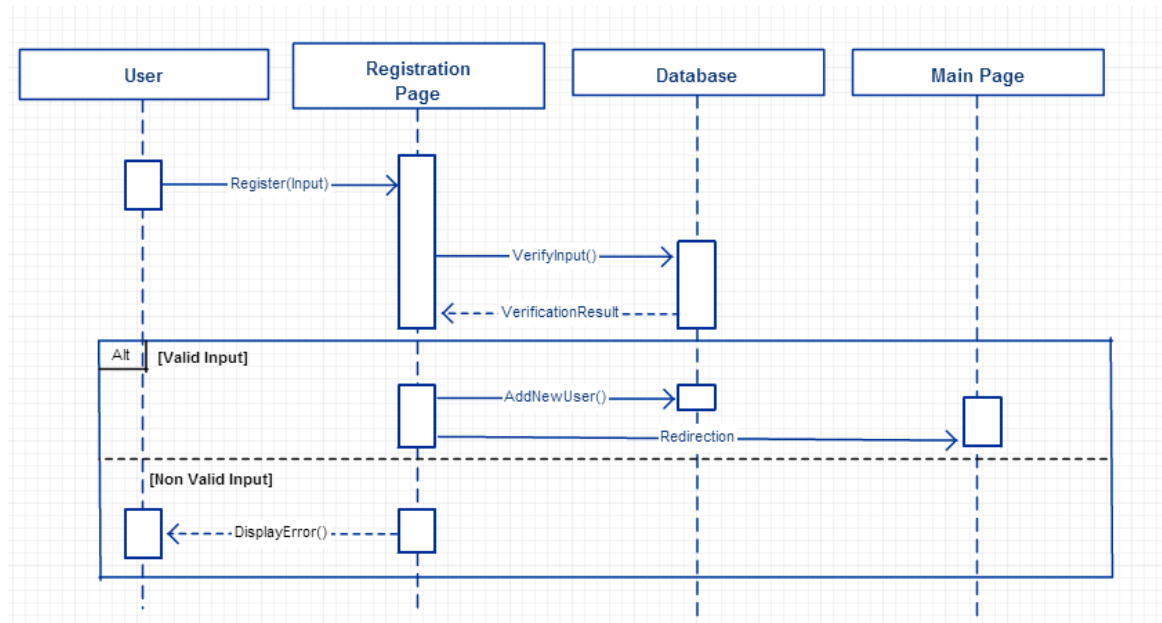 User
Registration
Page
Database
Main Page
Register(Input)
VerifyInput()
VerificationResult
Alt
[Valid Input]
AddNewUser()
Redirection
[Non Valid Input]
DisplayError()